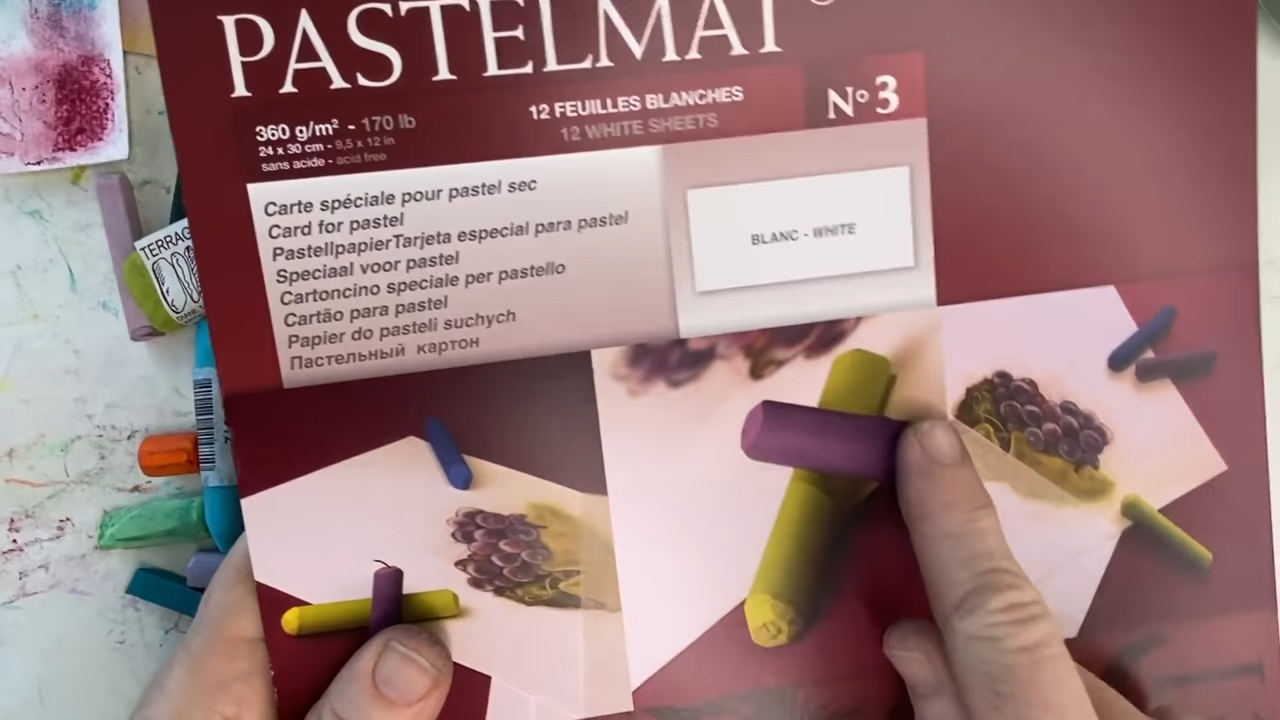 PASTELMAT
360 g/m² - 170 lb
24 x 30 cm - 9,5 x 12 in
sans acide - acid free
12 FEUILLES BLANCHES
12 WHITE SHEETS
N° 3
Carte spéciale pour pastel sec
Card for pastel
PastellpapierTarjeta especial para pastel
Speciaal voor pastel
Cartoncino speciale per pastello
Cartão para pastel
Papier do pasteli suchych
Пастельный картон
BLANC - WHITE
TERRAG